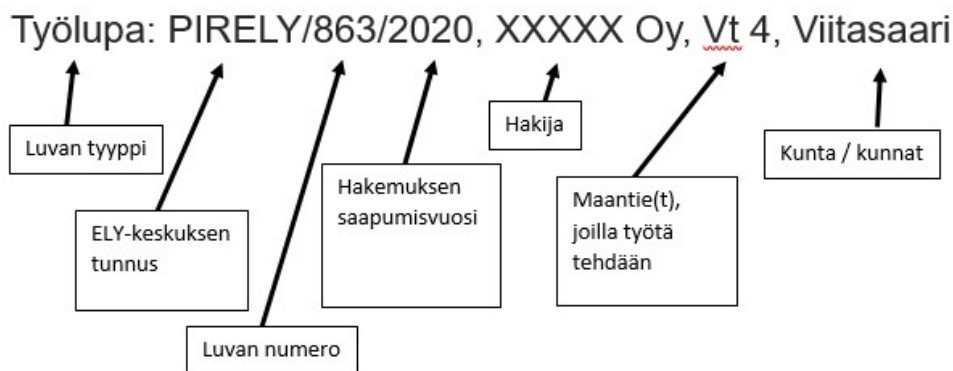 Työlupa: PIRELY/863/2020, XXXXX Oy, Vt 4, Viitasaari
Luvan tyyppi
ELY-keskuksen
tunnus
Luvan numero
Hakemuksen
saapumisvuosi
Hakija
Maantie(t),
joilla työtä
tehdään
Kunta / kunnat